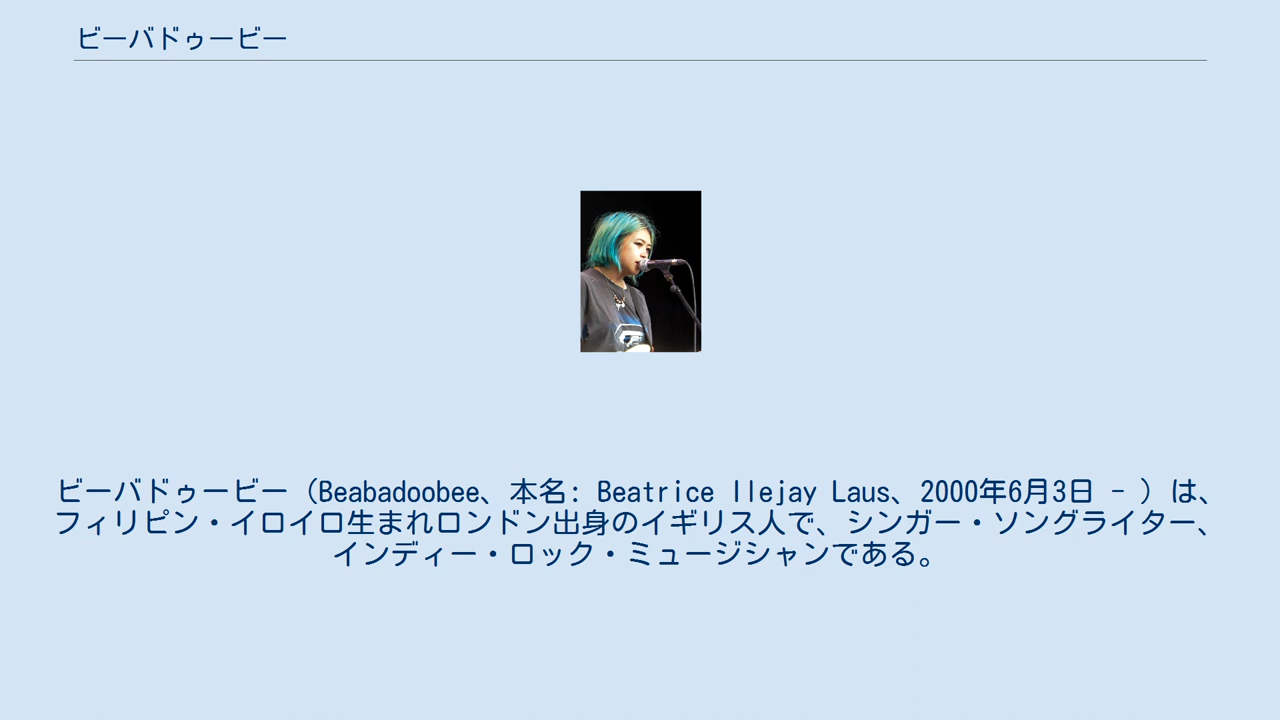 ビーバドゥービー
ビーバドゥービー（Beabadoobee、本名: Beatrice Ilejay Laus、2000年6月3日 - ）は、
フィリピン・イロイロ生まれロンドン出身のイギリス人で、シンガー・ソングライター、
インディー・ロック・ミュージシャンである。